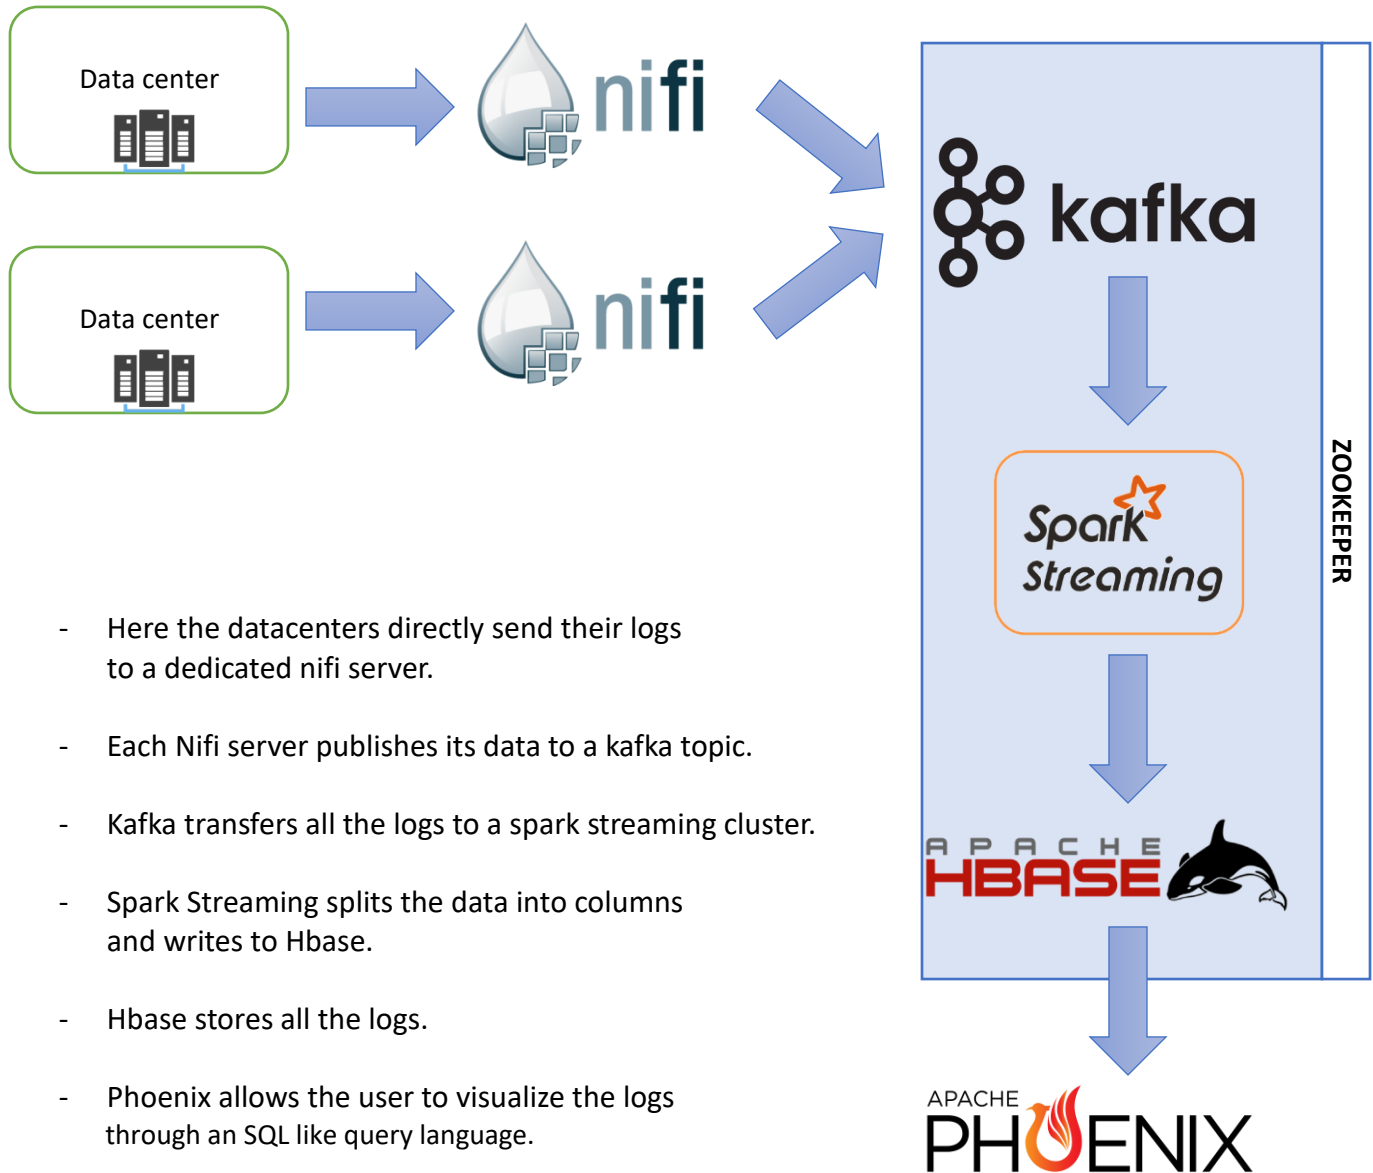 Data center
nifi
Data center
nifi
kafka
Spark
Streaming
APACHE
HBASE
APACHE
PHOENIX
ZOOKEEPER
- Here the datacenters directly send their logs
to a dedicated nifi server.
- Each Nifi server publishes its data to a kafka topic.
- Kafka transfers all the logs to a spark streaming cluster.
- Spark Streaming splits the data into columns
and writes to Hbase.
- Hbase stores all the logs.
- Phoenix allows the user to visualize the logs
through an SQL like query language.